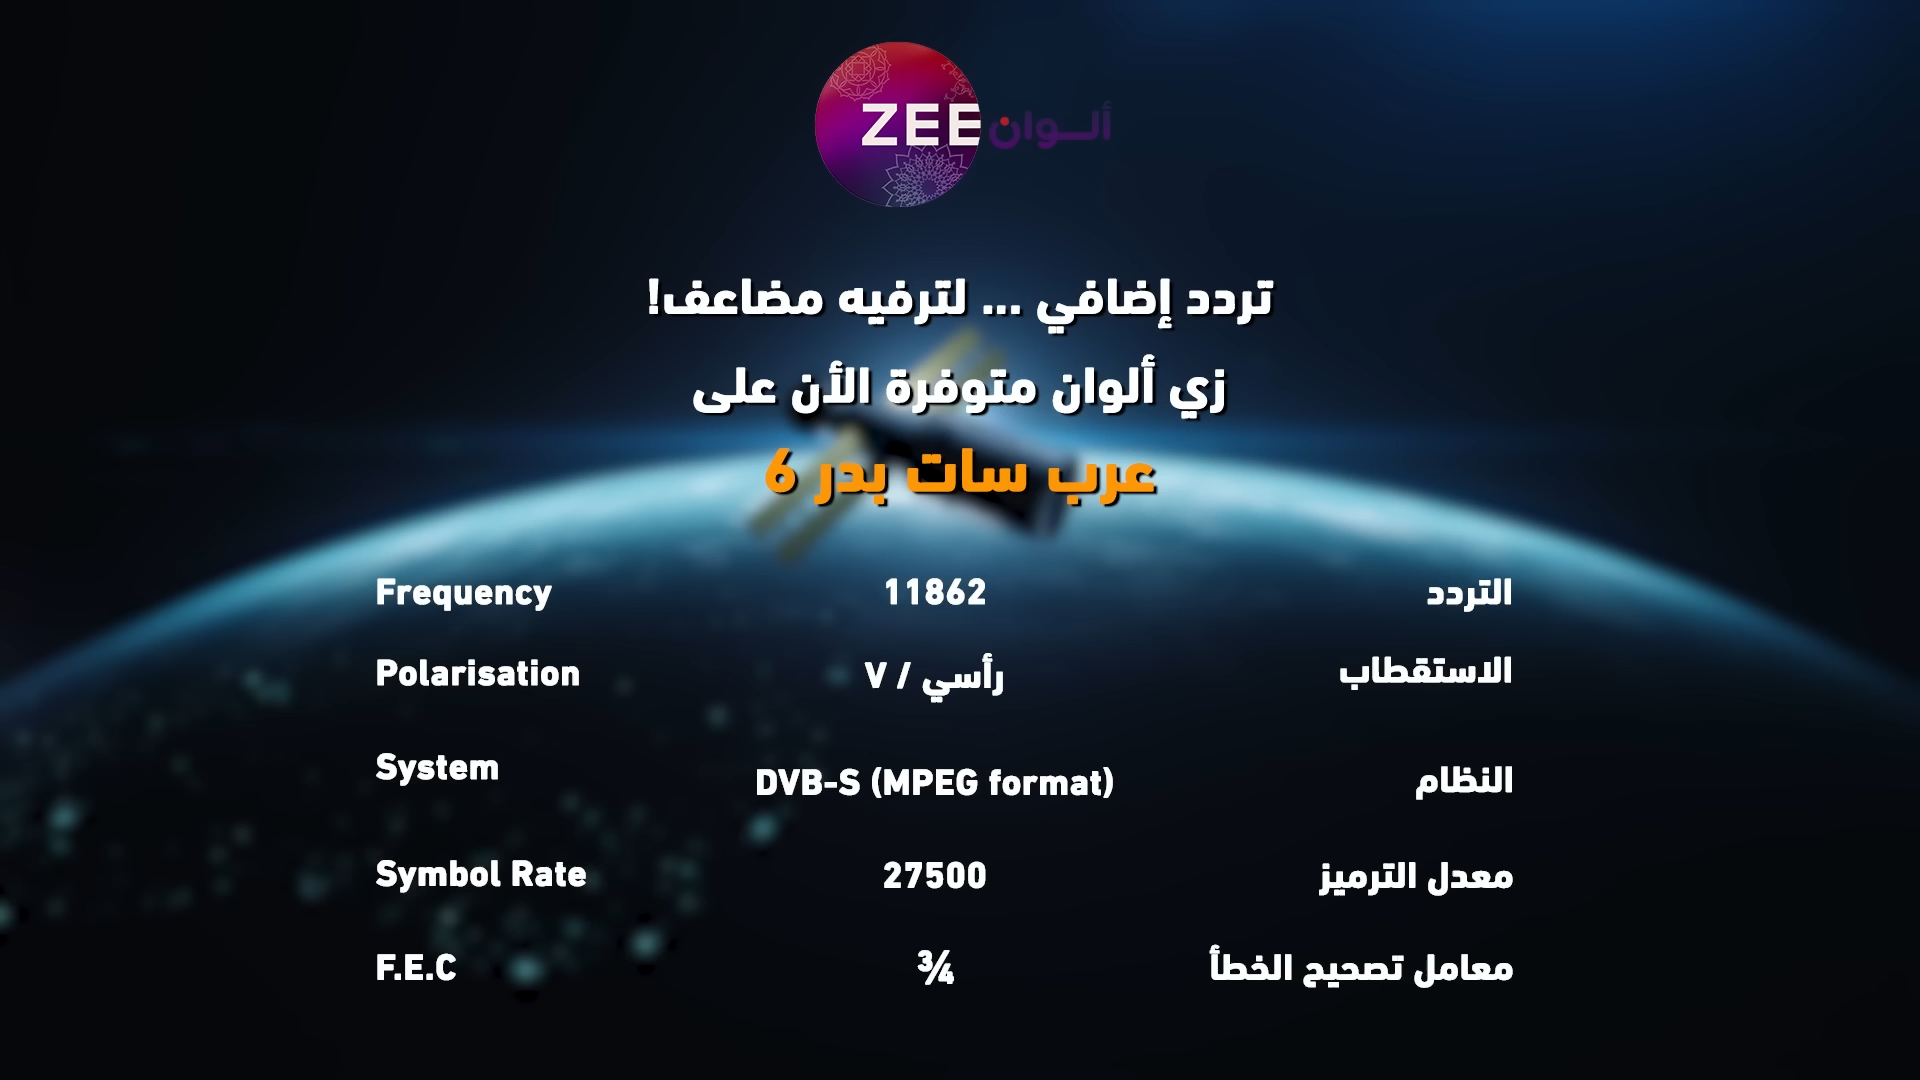 ZEE ألوان
تردد إضافي ... لترفيه مضاعف!
زي ألوان متوفرة الأن على
عرب سات بدر 6
Frequency 11862 التردد
Polarisation رأسي / V الاستقطاب
System DVB-S (MPEG format) النظام
Symbol Rate 27500 معدل الترميز
F.E.C ¾ معامل تصحيح الخطأ